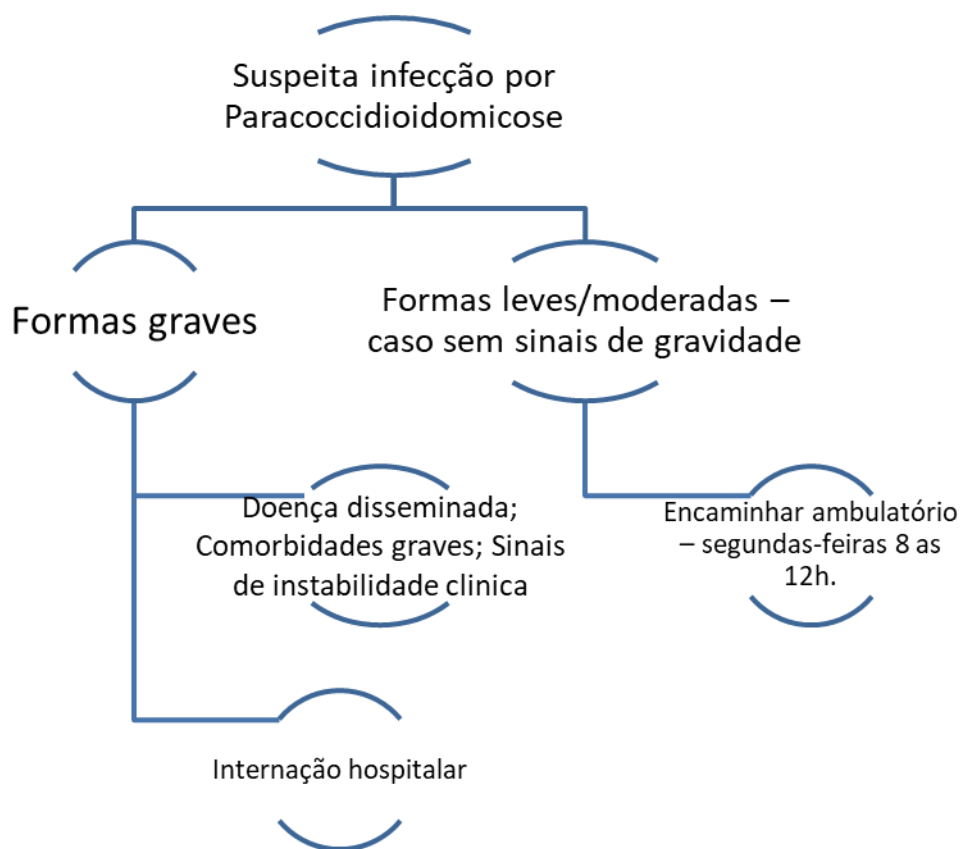 Suspeita infecção por
Paracoccidioidomicose
Formas graves
Formas leves/moderadas –
caso sem sinais de gravidade
Doença disseminada;
Comorbidades graves; Sinais
de instabilidade clinica
Encaminhar ambulatório
– segundas-feiras 8 as
12h.
Internação hospitalar